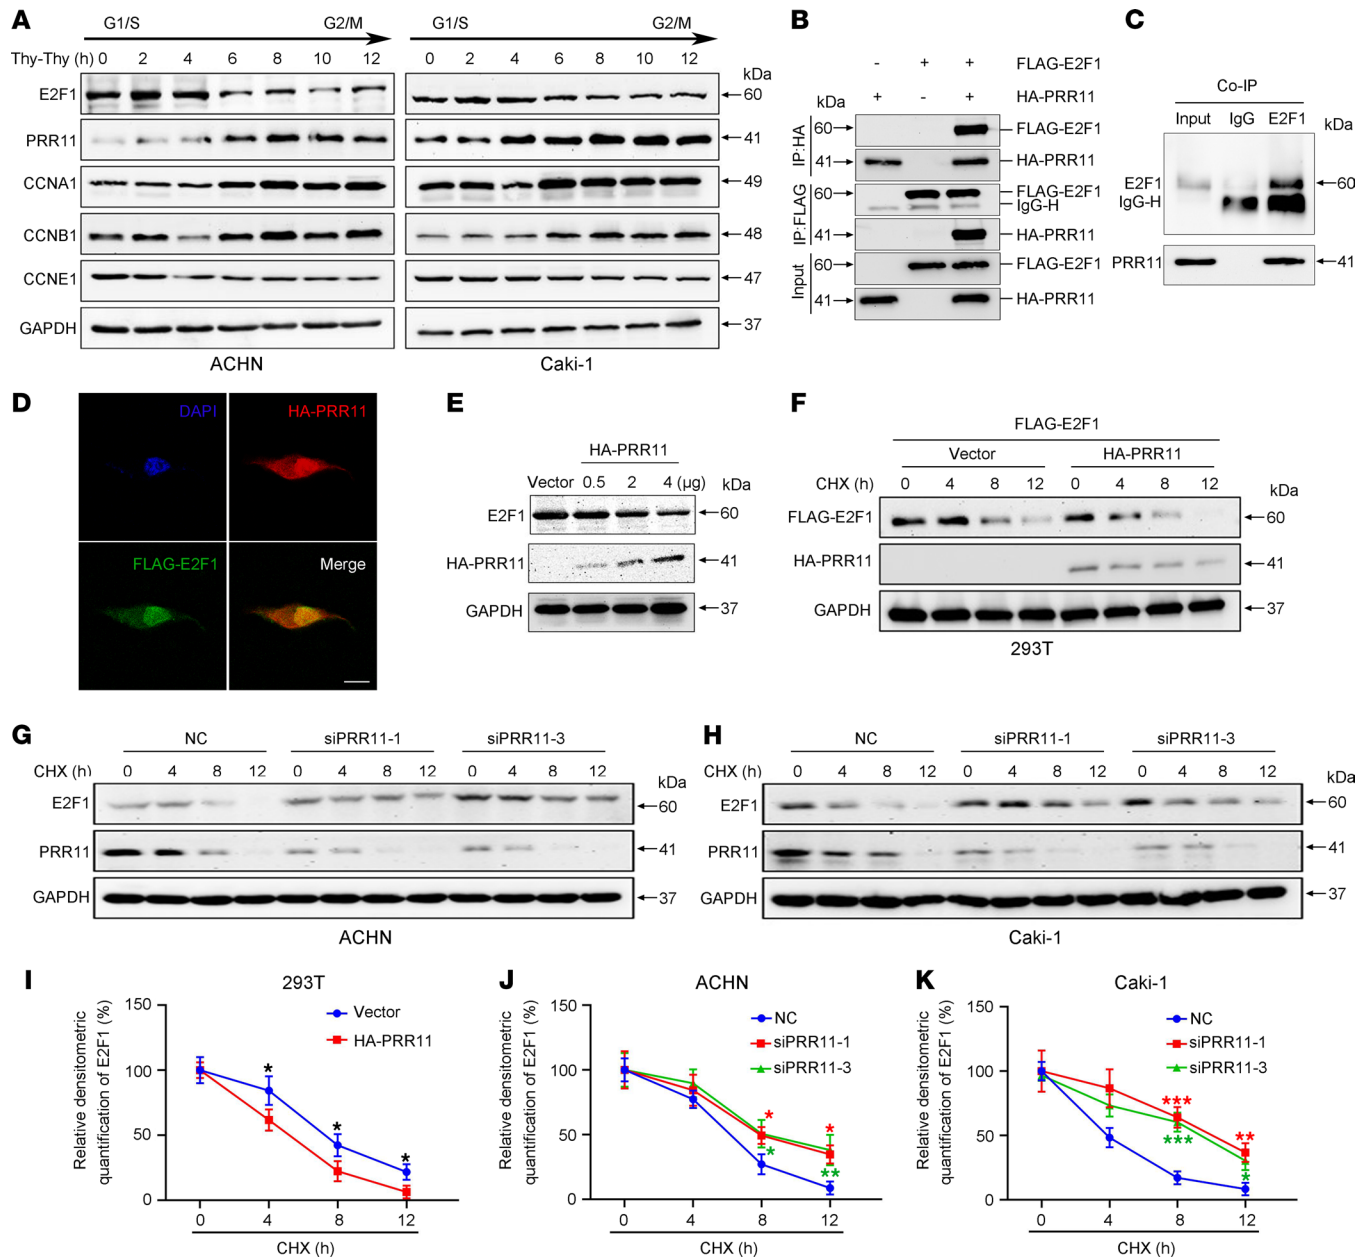 A
G1/S G2/M G1/S G2/M
Thy-Thy (h) 0 2 4 6 8 10 12 0 2 4 6 8 10 12
kDa
E2F1 60
PRR11 41
CCNA1 49
CCNB1 48
CCNE1 47
GAPDH 37
ACHN Caki-1
B
- + + FLAG-E2F1
+ - + HA-PRR11
kDa
IP:HA
60 FLAG-E2F1
41 HA-PRR11
IP:FLAG
60 FLAG-E2F1
IgG-H
41 HA-PRR11
Input
60 FLAG-E2F1
41 HA-PRR11
C
Co-IP
Input IgG E2F1 kDa
E2F1 60
IgG-H
PRR11 41
D
DAPI HA-PRR11
FLAG-E2F1 Merge
E
HA-PRR11
Vector 0.5 2 4 (μg) kDa
E2F1 60
HA-PRR11 41
GAPDH 37
F
FLAG-E2F1
Vector HA-PRR11
CHX (h) 0 4 8 12 0 4 8 12
kDa
FLAG-E2F1 60
HA-PRR11 41
GAPDH 37
293T
G
NC siPRR11-1 siPRR11-3
CHX (h) 0 4 8 12 0 4 8 12 0 4 8 12
kDa
E2F1 60
PRR11 41
GAPDH 37
ACHN
H
NC siPRR11-1 siPRR11-3
CHX (h) 0 4 8 12 0 4 8 12 0 4 8 12
kDa
E2F1 60
PRR11 41
GAPDH 37
Caki-1
I
293T
Relative densitometric
quantification of E2F1 (%)
150
100
50
0
Vector
HA-PRR11
* * *
0 4 8 12
CHX (h)
J
ACHN
Relative densitometric
quantification of E2F1 (%)
150
100
50
0
NC
siPRR11-1
siPRR11-3
* *
* **
0 4 8 12
CHX (h)
K
Caki-1
Relative densitometric
quantification of E2F1 (%)
150
100
50
0
NC
siPRR11-1
siPRR11-3
*** **
*** *
0 4 8 12
CHX (h)